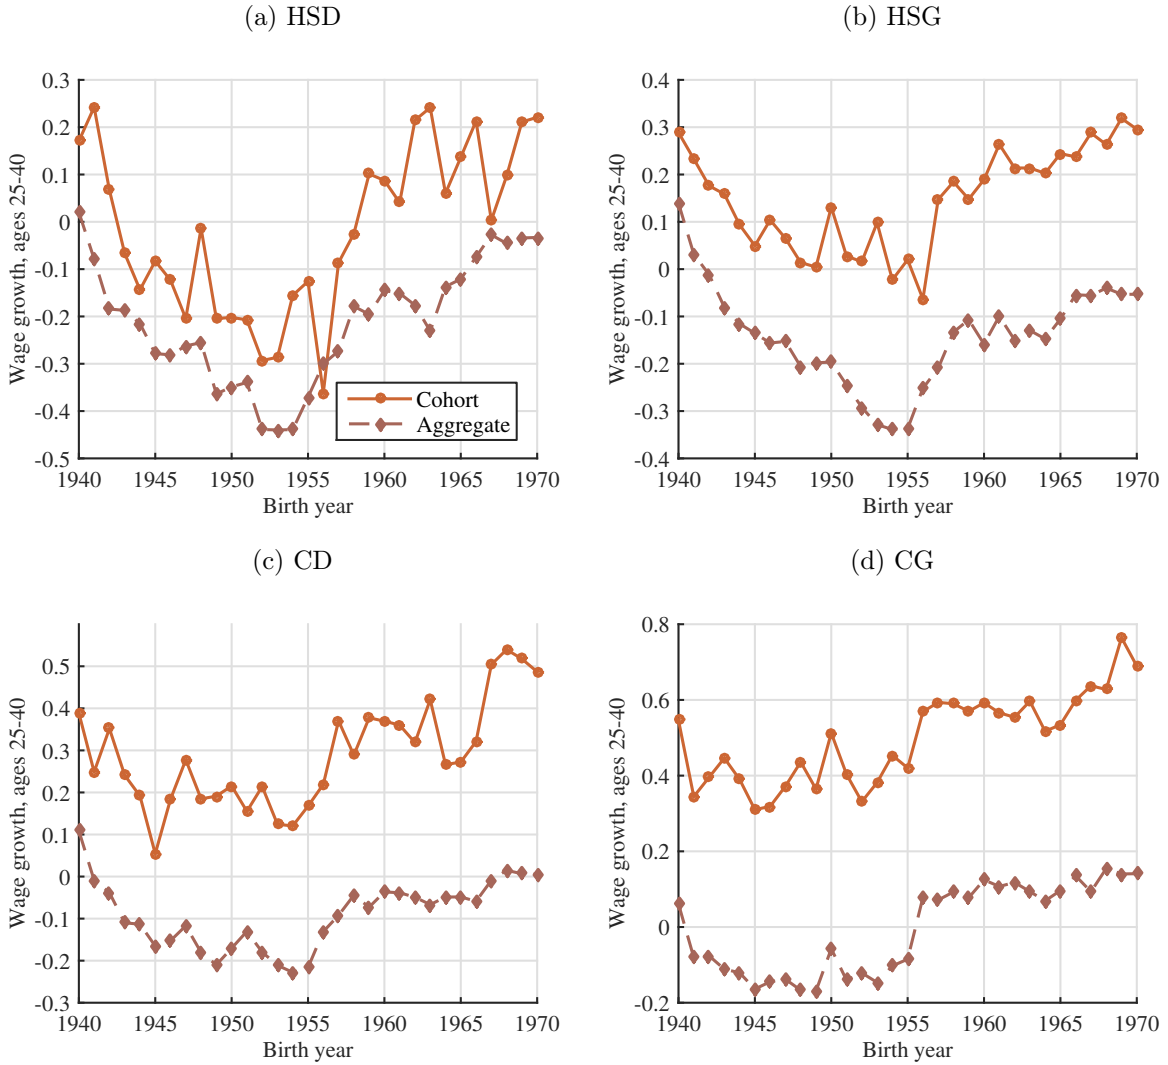 (a) HSD
Wage growth, ages 25-40
0.3
0.2
0.1
0
-0.1
-0.2
-0.3
-0.4
-0.5
Cohort
Aggregate
1940 1945 1950 1955 1960 1965 1970
Birth year
(b) HSG
Wage growth, ages 25-40
0.4
0.3
0.2
0.1
0
-0.1
-0.2
-0.3
-0.4
1940 1945 1950 1955 1960 1965 1970
Birth year
(c) CD
Wage growth, ages 25-40
0.5
0.4
0.3
0.2
0.1
0
-0.1
-0.2
-0.3
1940 1945 1950 1955 1960 1965 1970
Birth year
(d) CG
Wage growth, ages 25-40
0.8
0.6
0.4
0.2
0
-0.2
1940 1945 1950 1955 1960 1965 1970
Birth year